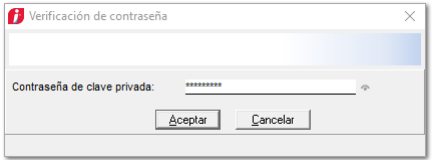 Verificación de contraseña
Contraseña de clave privada: *********
Aceptar Cancelar